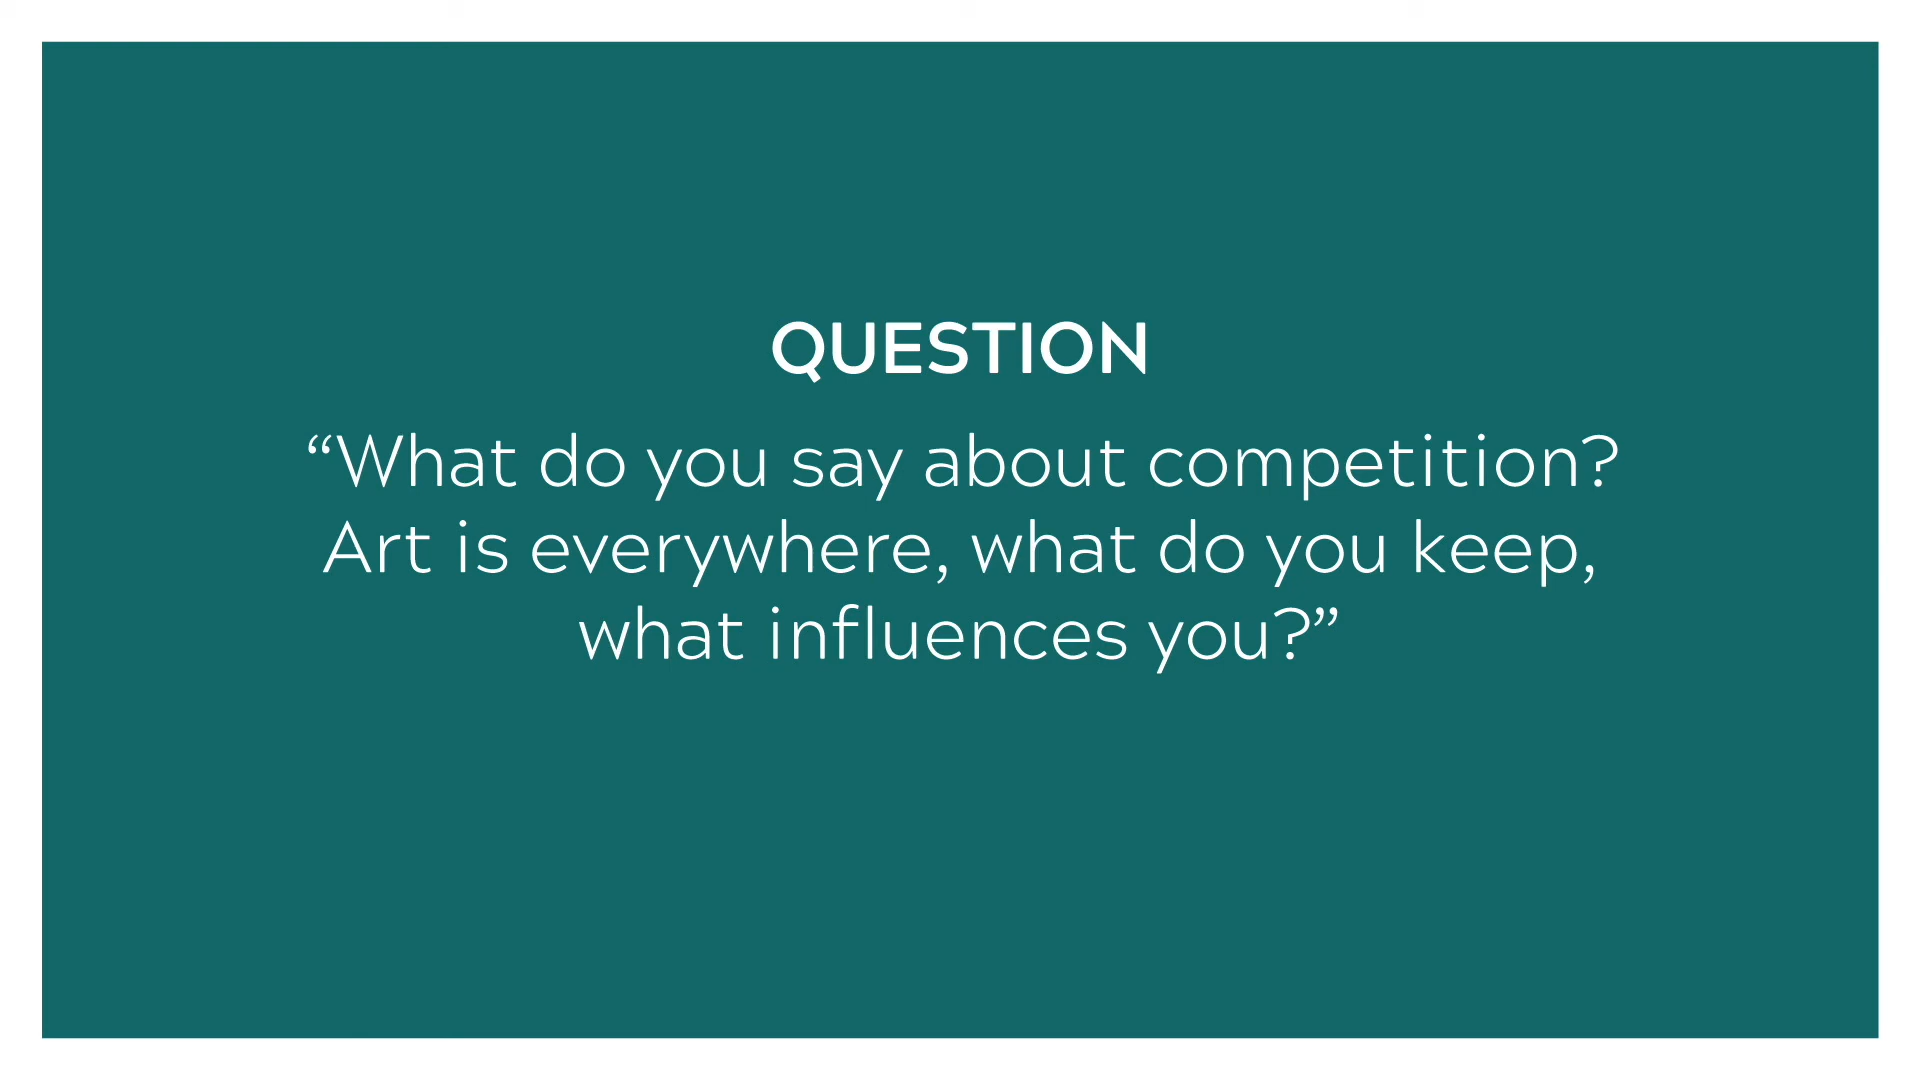 QUESTION
“What do you say about competition?
Art is everywhere, what do you keep,
what influences you?”